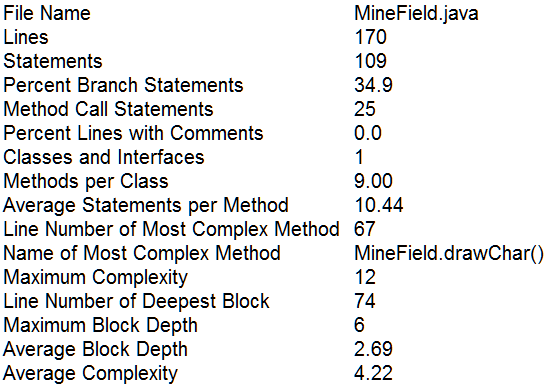 File Name MineField.java
Lines 170
Statements 109
Percent Branch Statements 34.9
Method Call Statements 25
Percent Lines with Comments 0.0
Classes and Interfaces 1
Methods per Class 9.00
Average Statements per Method 10.44
Line Number of Most Complex Method 67
Name of Most Complex Method MineField.drawChar()
Maximum Complexity 12
Line Number of Deepest Block 74
Maximum Block Depth 6
Average Block Depth 2.69
Average Complexity 4.22